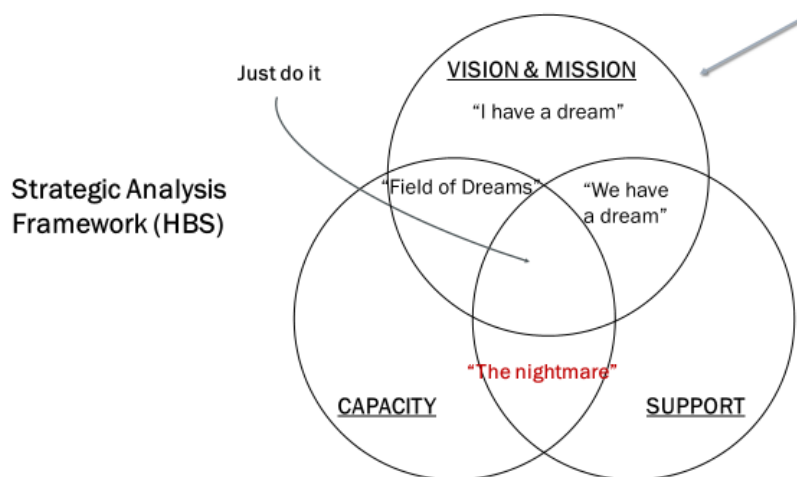 Just do it
VISION & MISSION
“I have a dream”
Strategic Analysis
Framework (HBS)
“Field of Dreams”
“We have
a dream”
“The nightmare”
CAPACITY
SUPPORT